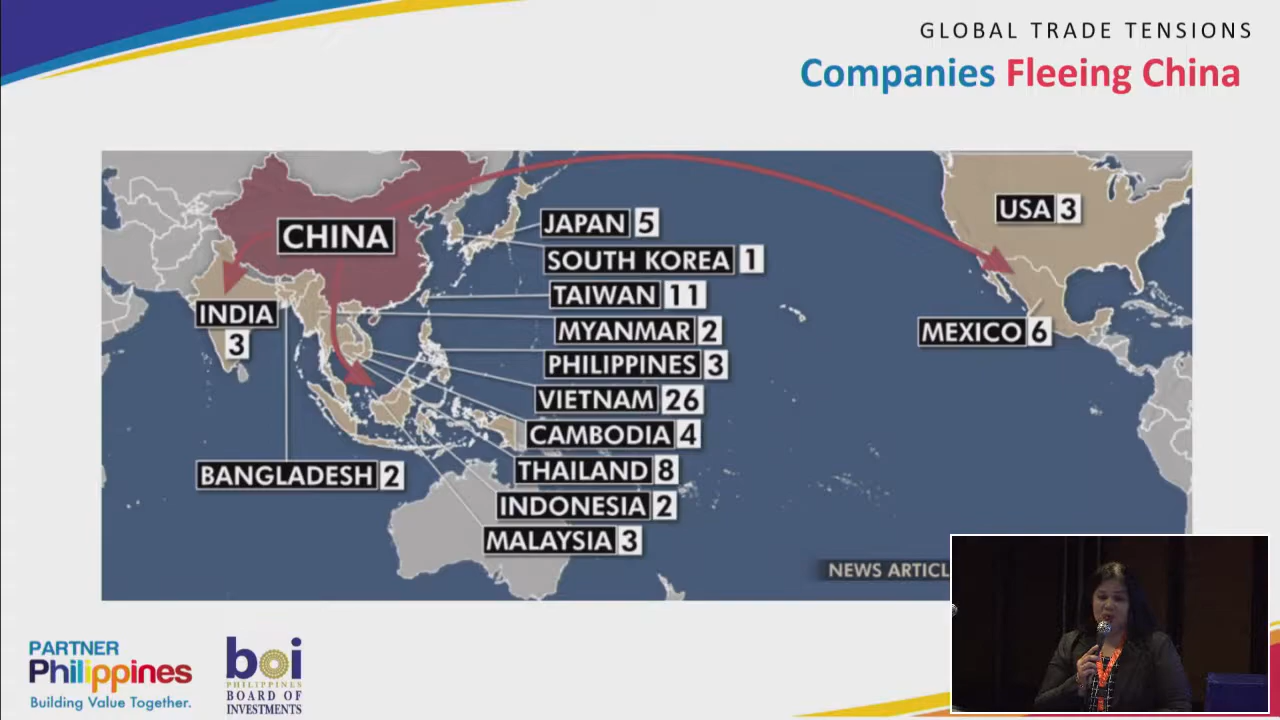 GLOBAL TRADE TENSIONS
Companies Fleeing China
CHINA
USA 3
JAPAN 5
SOUTH KOREA 1
TAIWAN 11
INDIA
3
MYANMAR 2
MEXICO 6
PHILIPPINES 3
VIETNAM 26
CAMBODIA 4
THAILAND 8
BANGLADESH 2
INDONESIA 2
MALAYSIA 3
NEWS ARTICL
PARTNER
Philippines
Building Value Together.
boi
PHILIPPINES
BOARD OF
INVESTMENTS